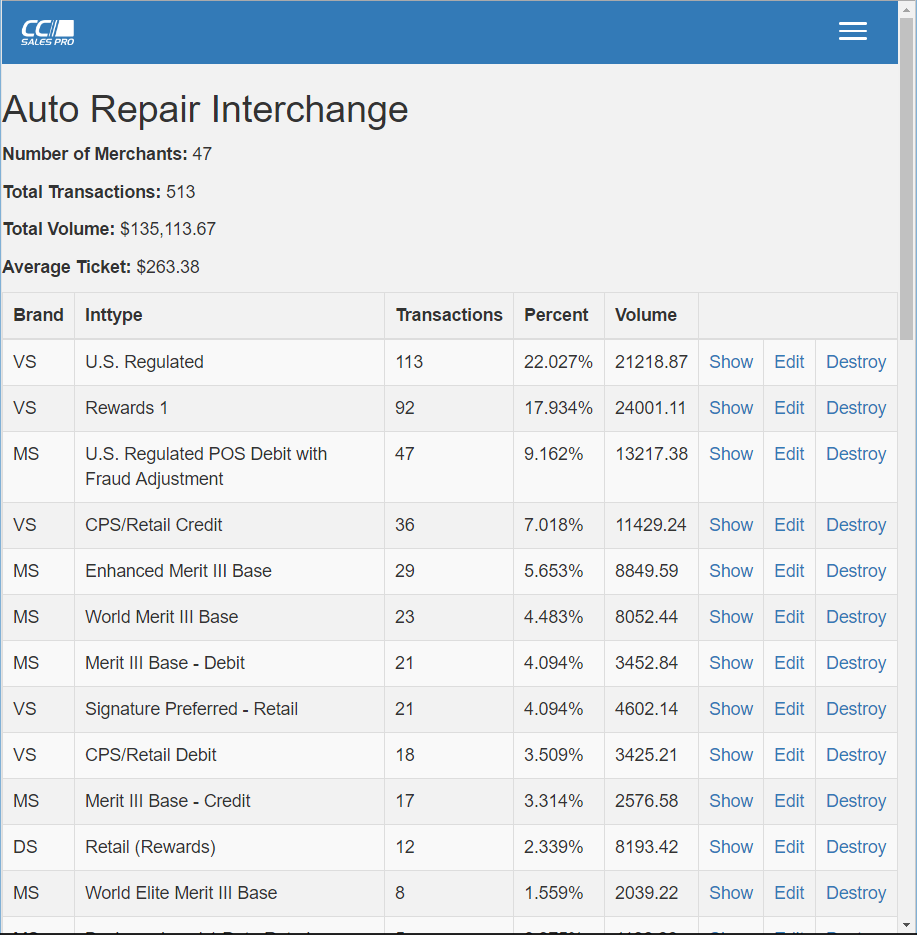 CC
SALES PRO
Auto Repair Interchange
Number of Merchants: 47
Total Transactions: 513
Total Volume: $135,113.67
Average Ticket: $263.38
Brand Inttype Transactions Percent Volume
VS U.S. Regulated 113 22.027% 21218.87 Show Edit Destroy
VS Rewards 1 92 17.934% 24001.11 Show Edit Destroy
MS U.S. Regulated POS Debit with 47 9.162% 13217.38 Show Edit Destroy
Fraud Adjustment
VS CPS/Retail Credit 36 7.018% 11429.24 Show Edit Destroy
MS Enhanced Merit III Base 29 5.653% 8849.59 Show Edit Destroy
MS World Merit III Base 23 4.483% 8052.44 Show Edit Destroy
MS Merit III Base - Debit 21 4.094% 3452.84 Show Edit Destroy
VS Signature Preferred - Retail 21 4.094% 4602.14 Show Edit Destroy
VS CPS/Retail Debit 18 3.509% 3425.21 Show Edit Destroy
MS Merit III Base - Credit 17 3.314% 2576.58 Show Edit Destroy
DS Retail (Rewards) 12 2.339% 8193.42 Show Edit Destroy
MS World Elite Merit III Base 8 1.559% 2039.22 Show Edit Destroy